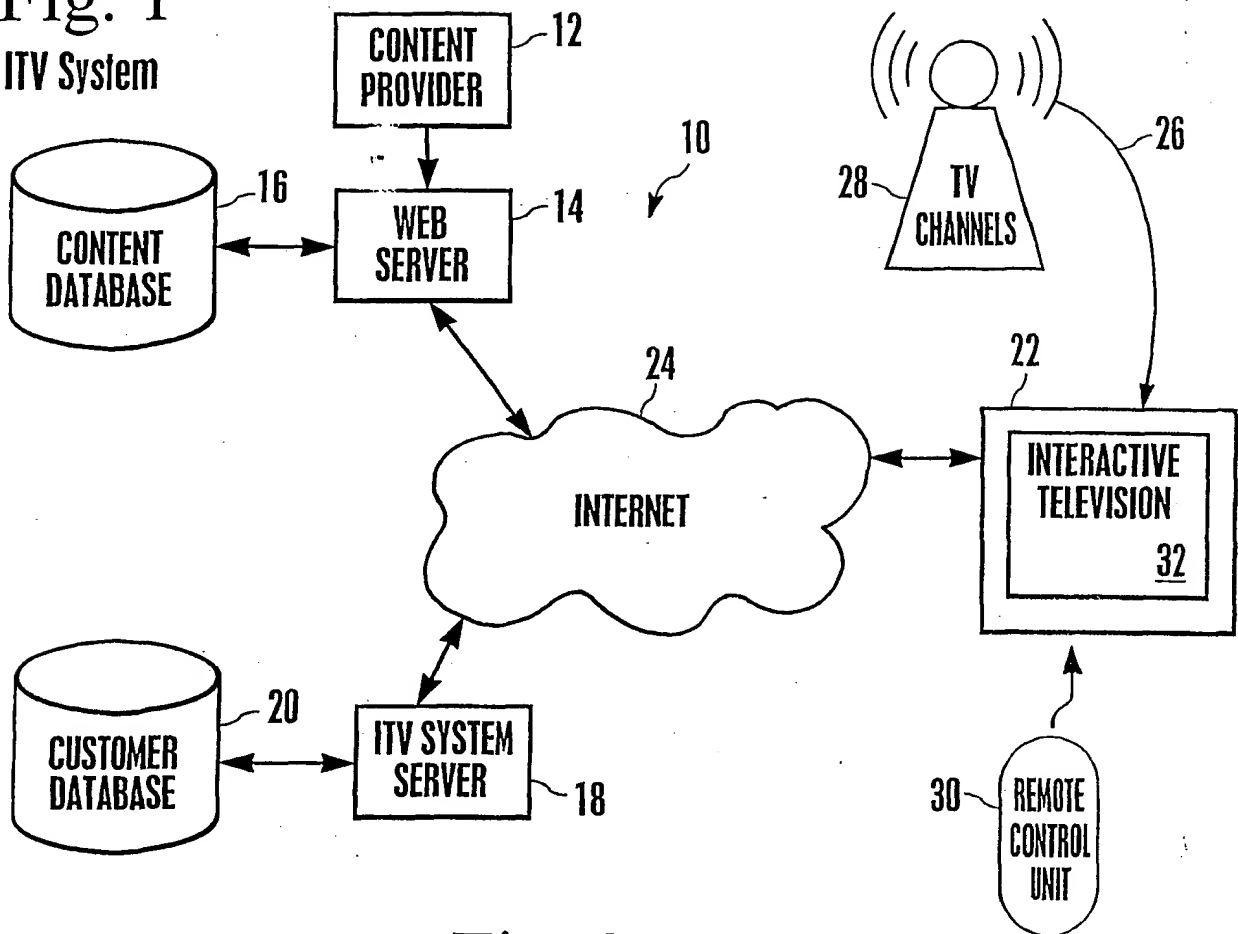 Fig. 1
ITV System
CONTENT
PROVIDER
12
10
26
16
14
28
TV
CHANNELS
WEB
SERVER
CONTENT
DATABASE
24
22
INTERACTIVE
TELEVISION
32
INTERNET
20
ITV SYSTEM
SERVER
18
CUSTOMER
DATABASE
30
REMOTE
CONTROL
UNIT